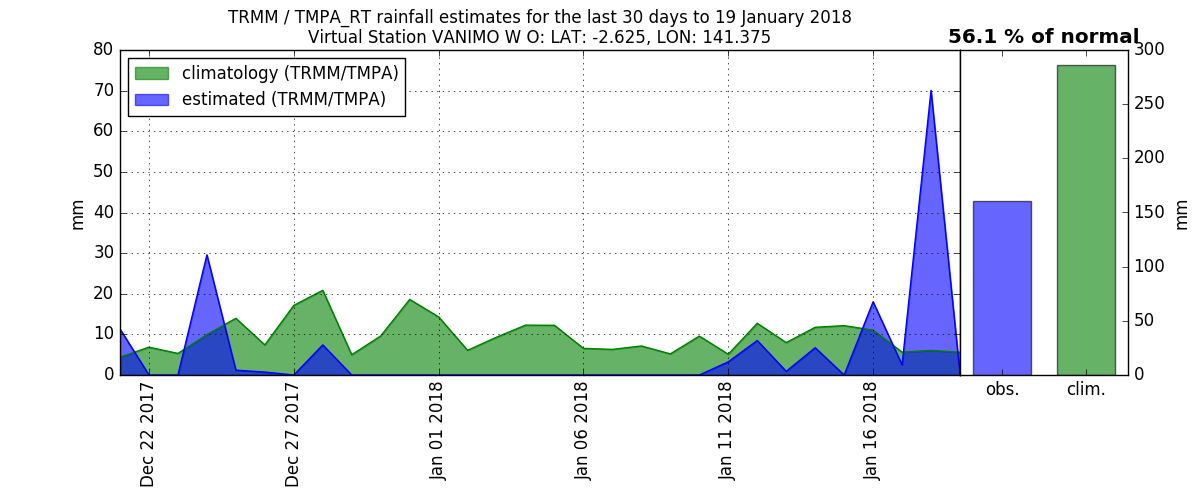 TRMM / TMPA_RT rainfall estimates for the last 30 days to 19 January 2018
Virtual Station VANIMO W O: LAT: -2.625, LON: 141.375
56.1 % of normal
climatology (TRMM/TMPA)
estimated (TRMM/TMPA)
80
70
60
50
40
30
20
10
0
mm
Dec 22 2017
Dec 27 2017
Jan 01 2018
Jan 06 2018
Jan 11 2018
Jan 16 2018
300
250
200
150
100
50
0
mm
obs.
clim.